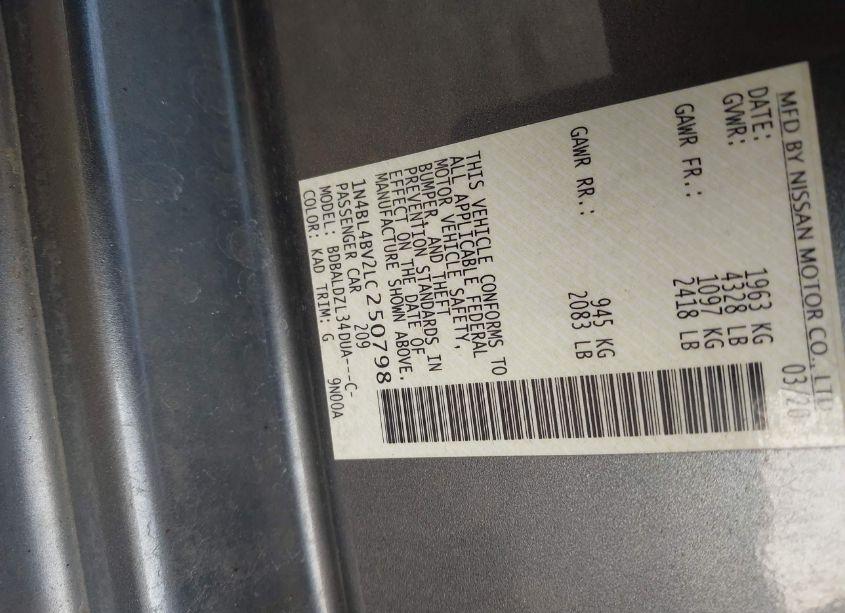 MFD BY NISSAN MOTOR CO., LTD
DATE: 03/20
GVWR: 1963 KG
4328 LB
GAWR FR.: 1097 KG
2418 LB
GAWR RR.: 945 KG
2083 LB
THIS VEHICLE CONFORMS TO
ALL APPLICABLE FEDERAL
MOTOR VEHICLE SAFETY,
BUMPER, AND THEFT
PREVENTION STANDARDS IN
EFFECT ON THE DATE OF
MANUFACTURE SHOWN ABOVE.
1N4BL4BV2LC250798
PASSENGER CAR 209
MODEL: BDBALDZL34DUA---C-
COLOR: KAD TRIM: G 9N00A